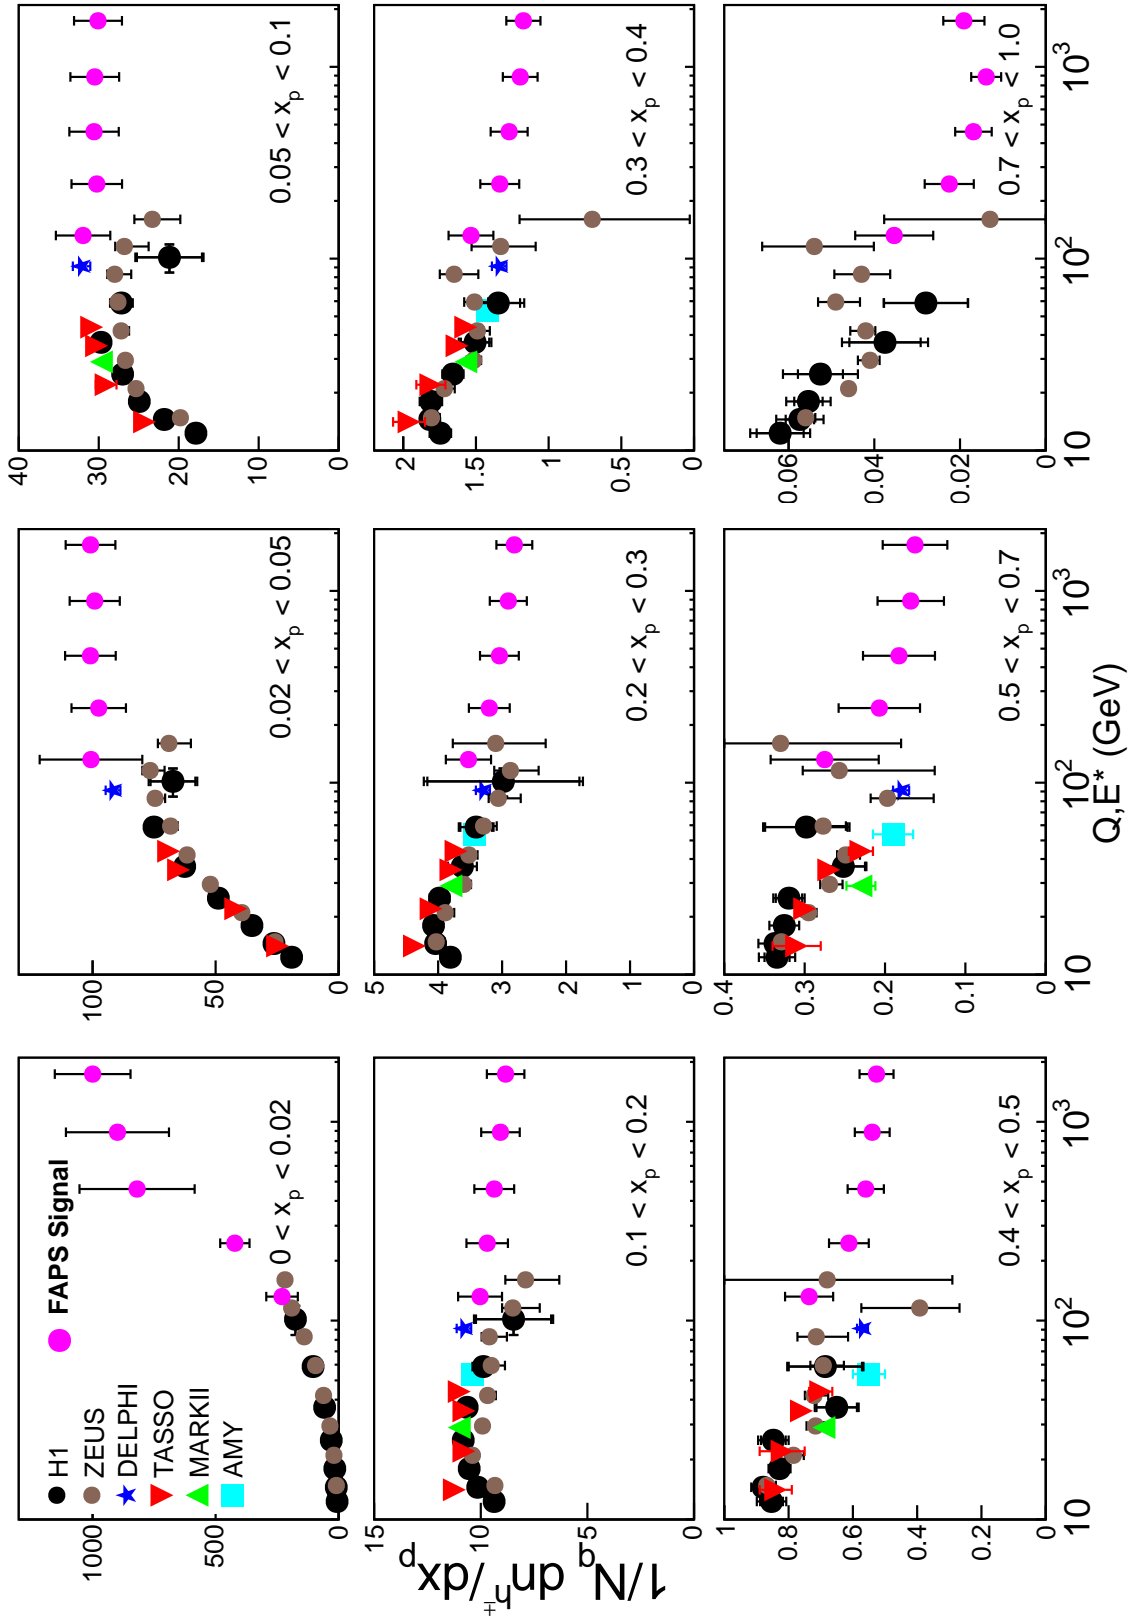 FAPS Signal
H1
ZEUS
DELPHI
TASSO
MARKII
AMY
0 < x_p < 0.02
0
500
1000
0.02 < x_p < 0.05
0
50
100
0.05 < x_p < 0.1
0
10
20
30
40
0.1 < x_p < 0.2
5
10
15
0.2 < x_p < 0.3
0
1
2
3
4
5
0.3 < x_p < 0.4
0
0.5
1
1.5
2
0.4 < x_p < 0.5
0
0.2
0.4
0.6
0.8
1
10
10^2
10^3
0.5 < x_p < 0.7
0
0.1
0.2
0.3
0.4
10
10^2
10^3
0.7 < x_p < 1.0
0
0.02
0.04
0.06
10
10^2
10^3
1/N_q dn^{h^±}/dx_p
Q,E* (GeV)